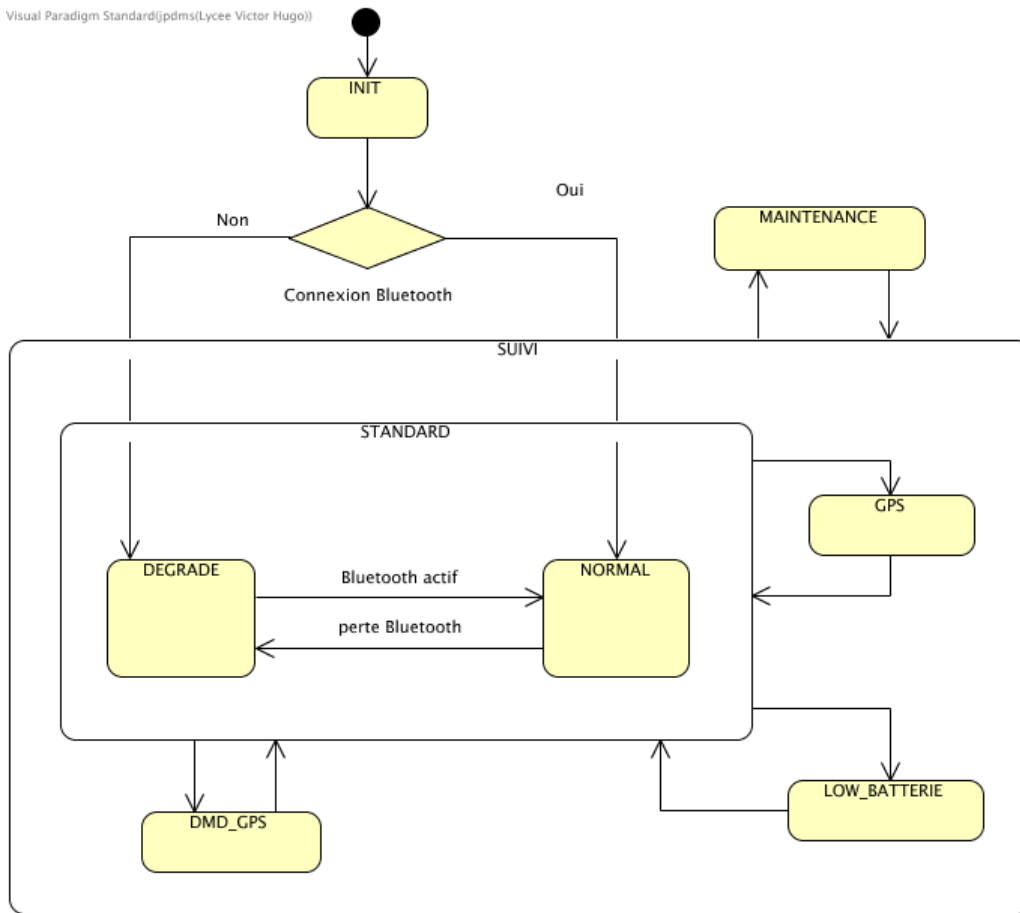 Visual Paradigm Standard(jpdms(Lycee Victor Hugo))
INIT
Oui
Non
MAINTENANCE
Connexion Bluetooth
SUIVI
STANDARD
GPS
DEGRADE
NORMAL
Bluetooth actif
perte Bluetooth
LOW_BATTERIE
DMD_GPS